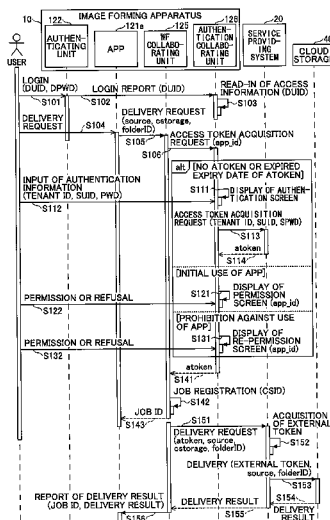 IMAGE FORMING APPARATUS
10
122
121a
125
126
20
40
USER
AUTHEN-
TICATING
UNIT
APP
WF
COLLABO-
RATING
UNIT
AUTHEN-
TICATION
COLLABO-
RATING
UNIT
SERVICE
PROVID-
ING
SYSTEM
CLOUD
STORAGE
LOGIN
(DUID, DPWD)
S101
LOGIN REPORT (DUID)
S102
READ-IN OF ACCESS
INFORMATION (DUID)
S103
DELIVERY
REQUEST
S104
DELIVERY REQUEST
(source, cstorage,
folderID)
S105
ACCESS TOKEN ACQUISITION
REQUEST (app_id)
S106
alt
[NO ATOKEN OR EXPIRED
EXPIRY DATE OF ATOKEN]
S111
DISPLAY OF AUTHEN-
TICATION SCREEN
INPUT OF AUTHENTICATION
INFORMATION
(TENANT ID, SUID, PWD)
S112
ACCESS TOKEN ACQUISITION
REQUEST (TENANT ID, SUID, SPWD)
S113
atoken
S114
[INITIAL USE OF APP]
S121
DISPLAY OF
PERMISSION
SCREEN (app_id)
PERMISSION OR REFUSAL
S122
[PROHIBITION AGAINST USE
OF APP]
S131
DISPLAY OF
RE-PERMISSION
SCREEN (app_id)
PERMISSION OR REFUSAL
S132
atoken
S141
JOB REGISTRATION (CSID)
S142
JOB ID
S143
S151
DELIVERY REQUEST
(atoken, source,
cstorage, folderID)
ACQUISITION
OF EXTERNAL
TOKEN
S152
DELIVERY (EXTERNAL TOKEN,
source, folderID)
S153
S154
DELIVERY
RESULT
DELIVERY RESULT
S155
REPORT OF DELIVERY RESULT
(JOB ID, DELIVERY RESULT)
S156